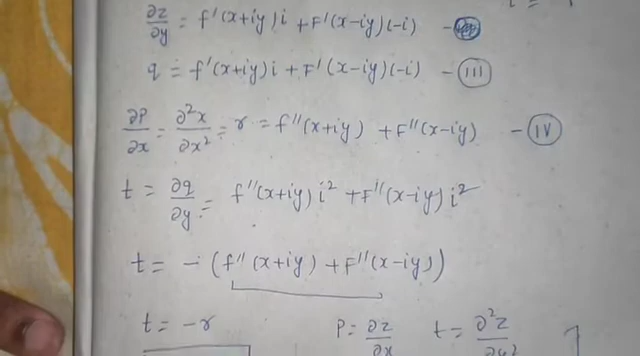 ∂z/∂y = f'(x+iy)i + F'(x-iy)(-i) -
q = f'(x+iy)i + F'(x-iy)(-i) - III
∂P/∂x = ∂²x/∂x² = r = f''(x+iy) + F''(x-iy) - IV
t = ∂q/∂y = f''(x+iy)i² + F''(x-iy)i²
t = - (f''(x+iy) + F''(x-iy))
t = -r P = ∂z/∂x t = ∂²z/∂y²